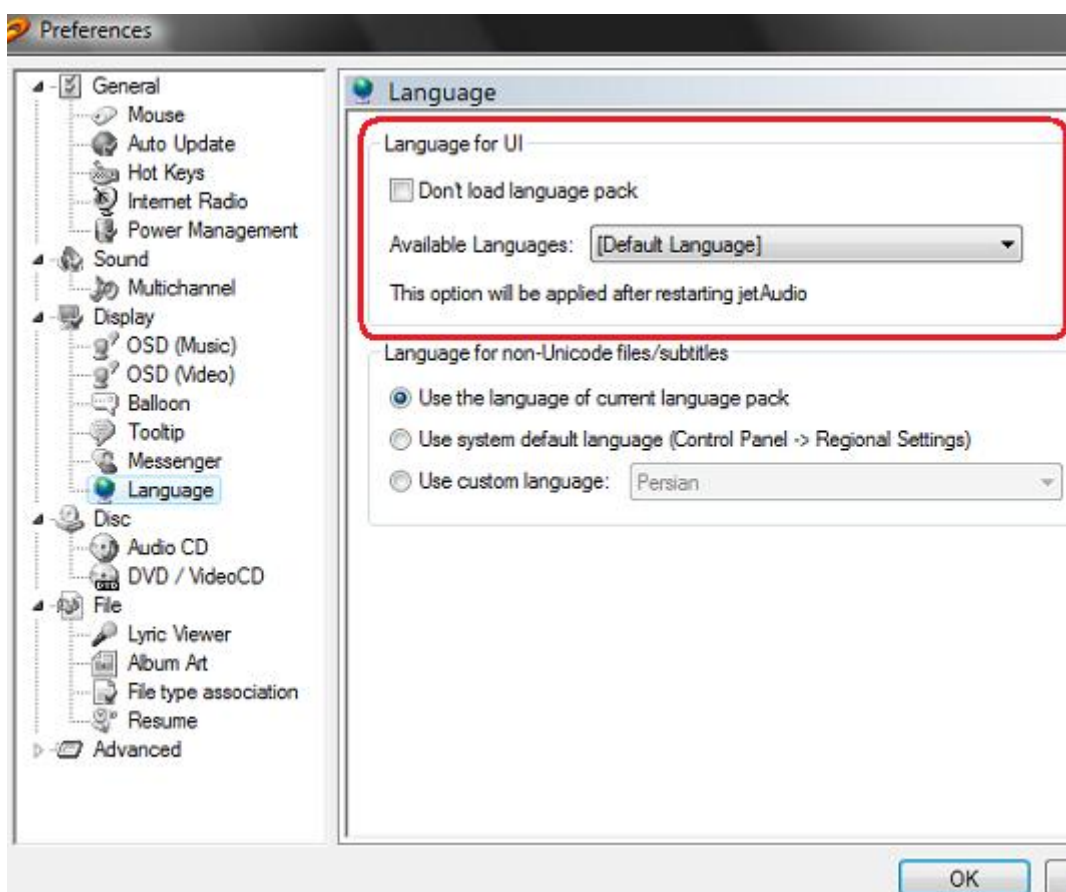 Preferences
General
Mouse
Auto Update
Hot Keys
Internet Radio
Power Management
Sound
Multichannel
Display
OSD (Music)
OSD (Video)
Balloon
Tooltip
Messenger
Language
Disc
Audio CD
DVD / VideoCD
File
Lyric Viewer
Album Art
File type association
Resume
Advanced
Language
Language for UI
Don't load language pack
Available Languages: [Default Language]
This option will be applied after restarting jetAudio
Language for non-Unicode files/subtitles
Use the language of current language pack
Use system default language (Control Panel -> Regional Settings)
Use custom language: Persian
OK